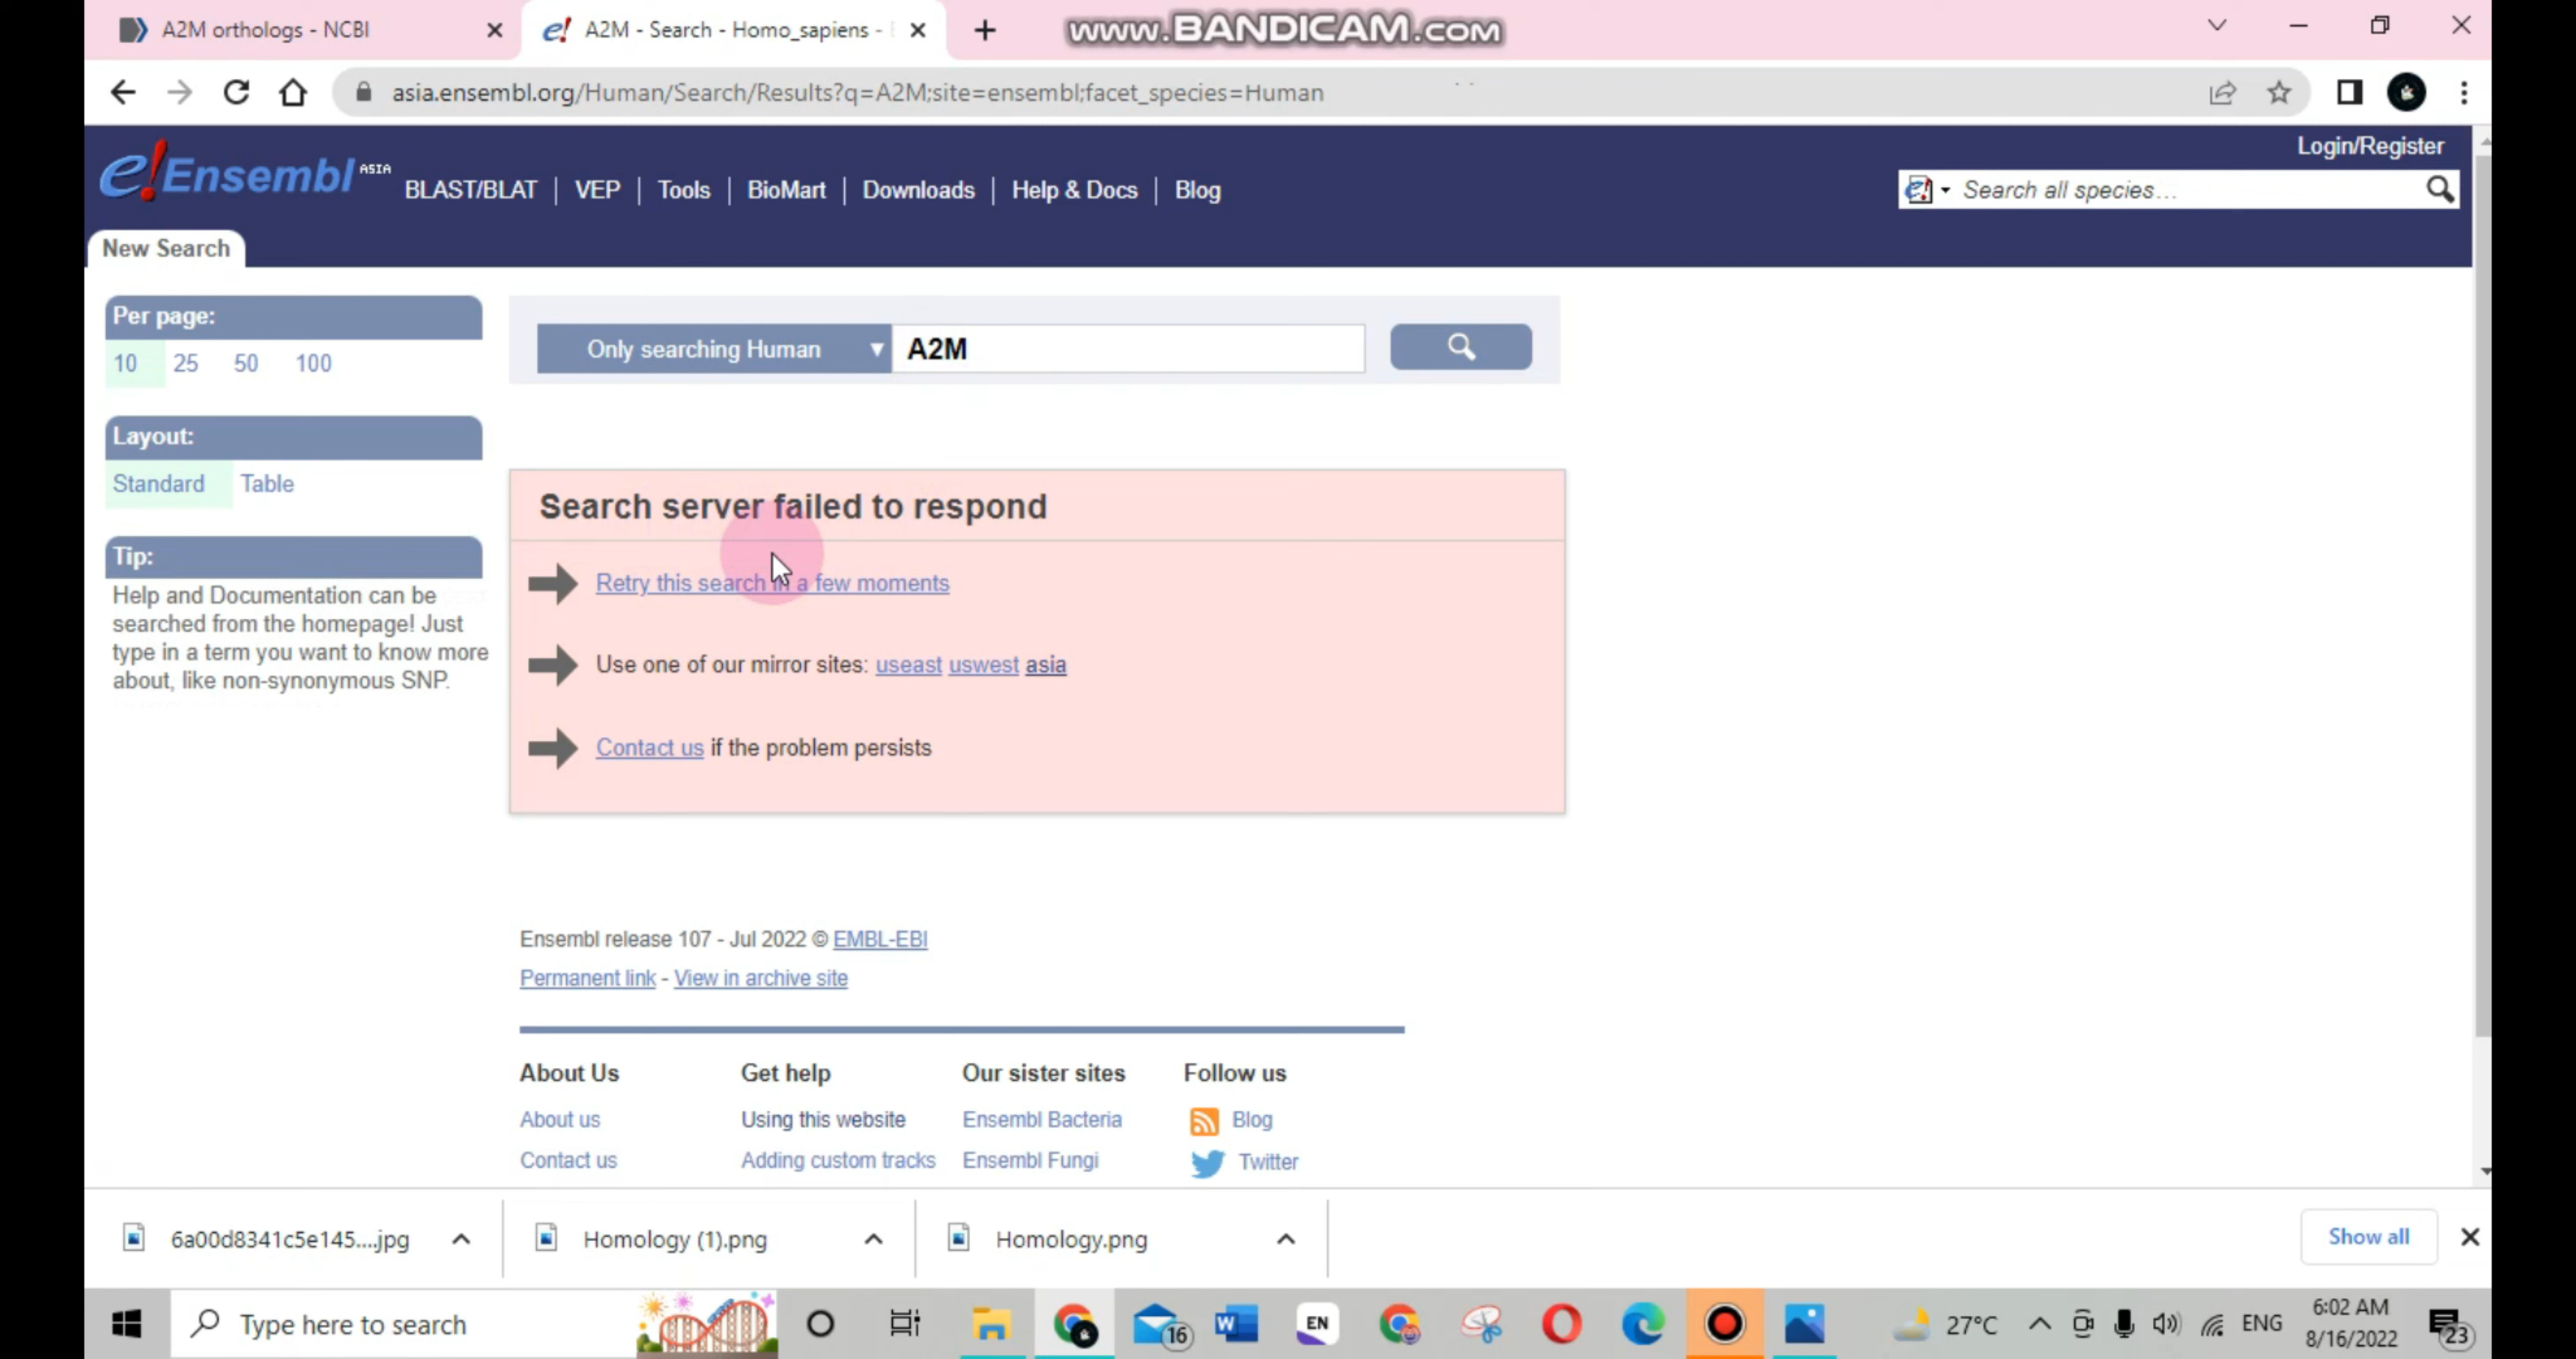 A2M orthologs - NCBI
A2M - Search - Homo_sapiens -
www.BANDICAM.com
asia.ensembl.org/Human/Search/Results?q=A2M;site=ensembl;facet_species=Human
Login/Register
e!Ensembl ASIA
BLAST/BLAT | VEP | Tools | BioMart | Downloads | Help & Docs | Blog
e! Search all species...
New Search
Per page:
10 25 50 100
Only searching Human ▼ A2M
Layout:
Standard Table
Search server failed to respond
Tip:
Help and Documentation can be
searched from the homepage! Just
type in a term you want to know more
about, like non-synonymous SNP.
Retry this search in a few moments
Use one of our mirror sites: useast uswest asia
Contact us if the problem persists
Ensembl release 107 - Jul 2022 © EMBL-EBI
Permanent link - View in archive site
About Us Get help Our sister sites Follow us
About us Using this website Ensembl Bacteria Blog
Contact us Adding custom tracks Ensembl Fungi Twitter
6a00d8341c5e145....jpg Homology (1).png Homology.png Show all
Type here to search 16 W EN 27°C ENG 6:02 AM
8/16/2022 23